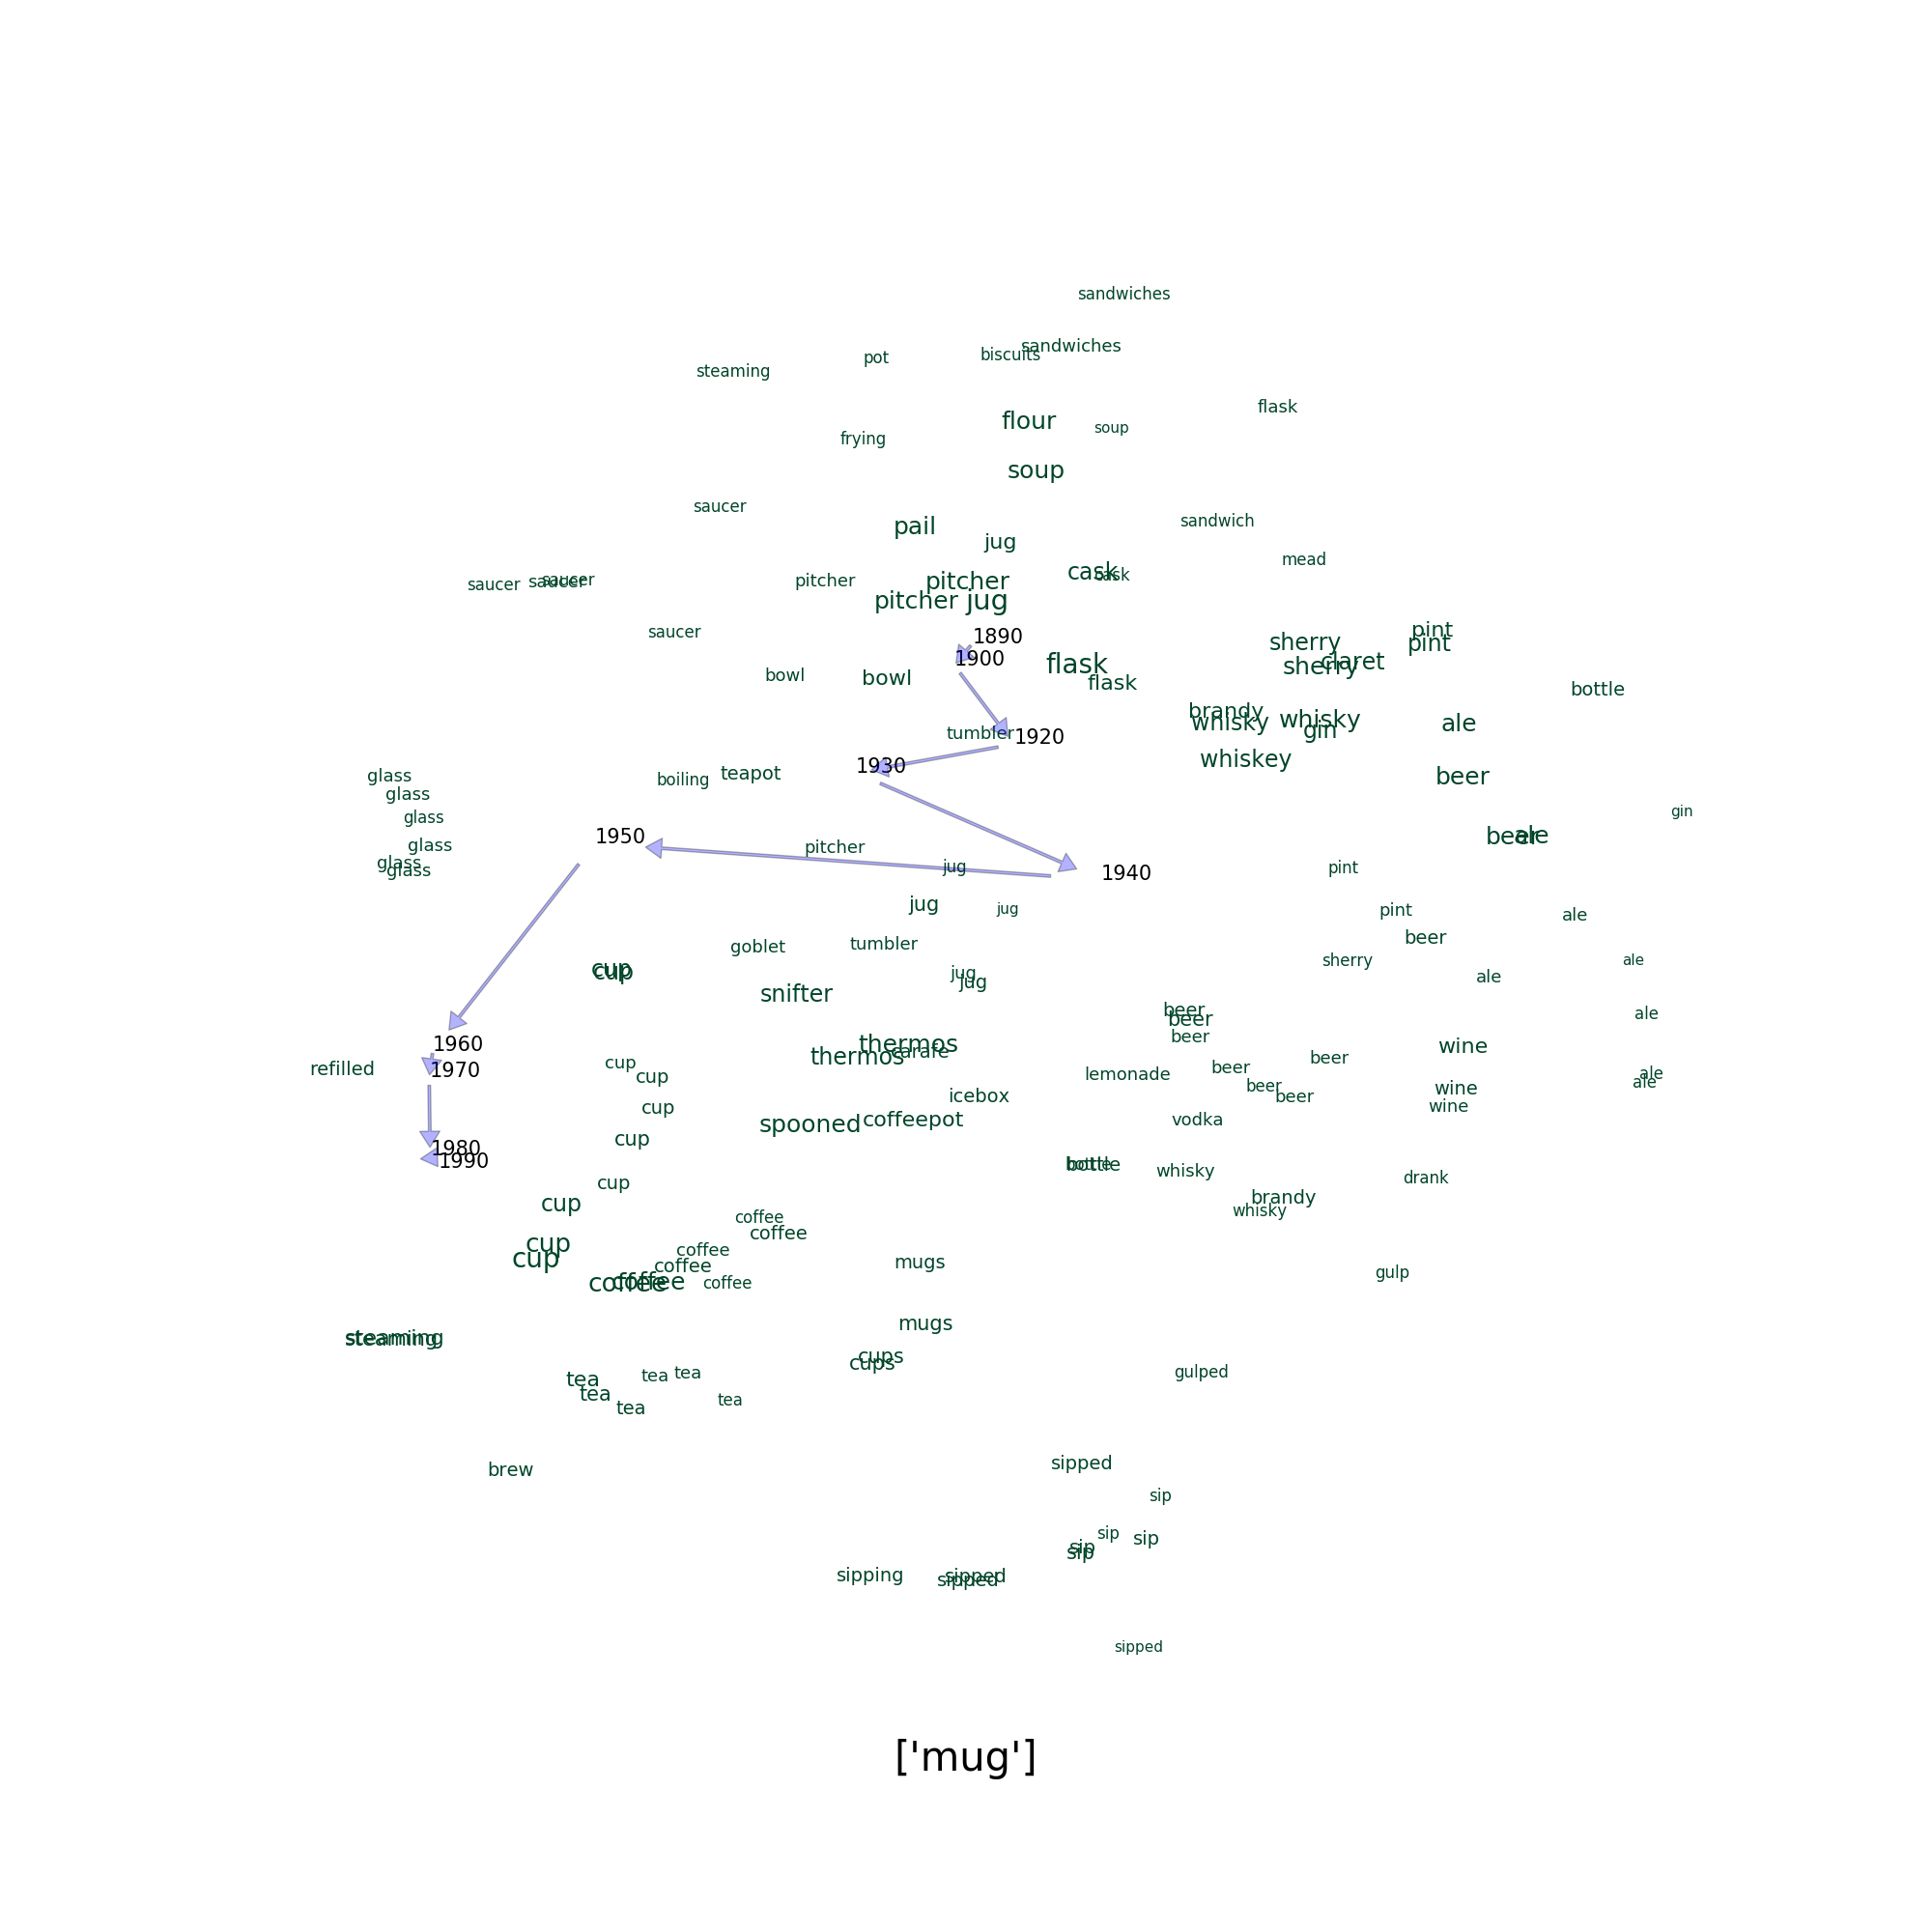 sandwiches
sandwiches
biscuits
pot
steaming
flask
flour
soup
frying
soup
saucer
sandwich
pail
jug
mead
cask
cask
pitcher
pitcher
saucer
saucer
saucer
pitcher
jug
pint
saucer
1890
sherry
pint
1900
flask
sherry
claret
bowl
bowl
flask
bottle
brandy
whisky
whisky
gin
ale
tumbler
1920
whiskey
1930
teapot
glass
boiling
beer
glass
gin
glass
1950
beer
ale
glass
pitcher
glass
glass
jug
1940
pint
jug
jug
pint
ale
beer
goblet
tumbler
sherry
ale
cup
cup
jug
jug
ale
snifter
beer
beer
ale
1960
thermos
thermos
carafe
beer
wine
refilled
1970
cup
cup
beer
beer
lemonade
ale
ale
beer
beer
wine
icebox
cup
wine
spooned
coffeepot
vodka
cup
1980
1990
bottle
bottle
whisky
drank
cup
cup
brandy
whisky
coffee
coffee
cup
cup
coffee
coffee
mugs
gulp
coffee
coffee
coffee
steaming
steaming
mugs
cups
cups
tea
tea
tea
tea
tea
tea
gulped
brew
sipped
sip
sip
sip
sip
sip
sipping
sipped
sipped
sipped
['mug']